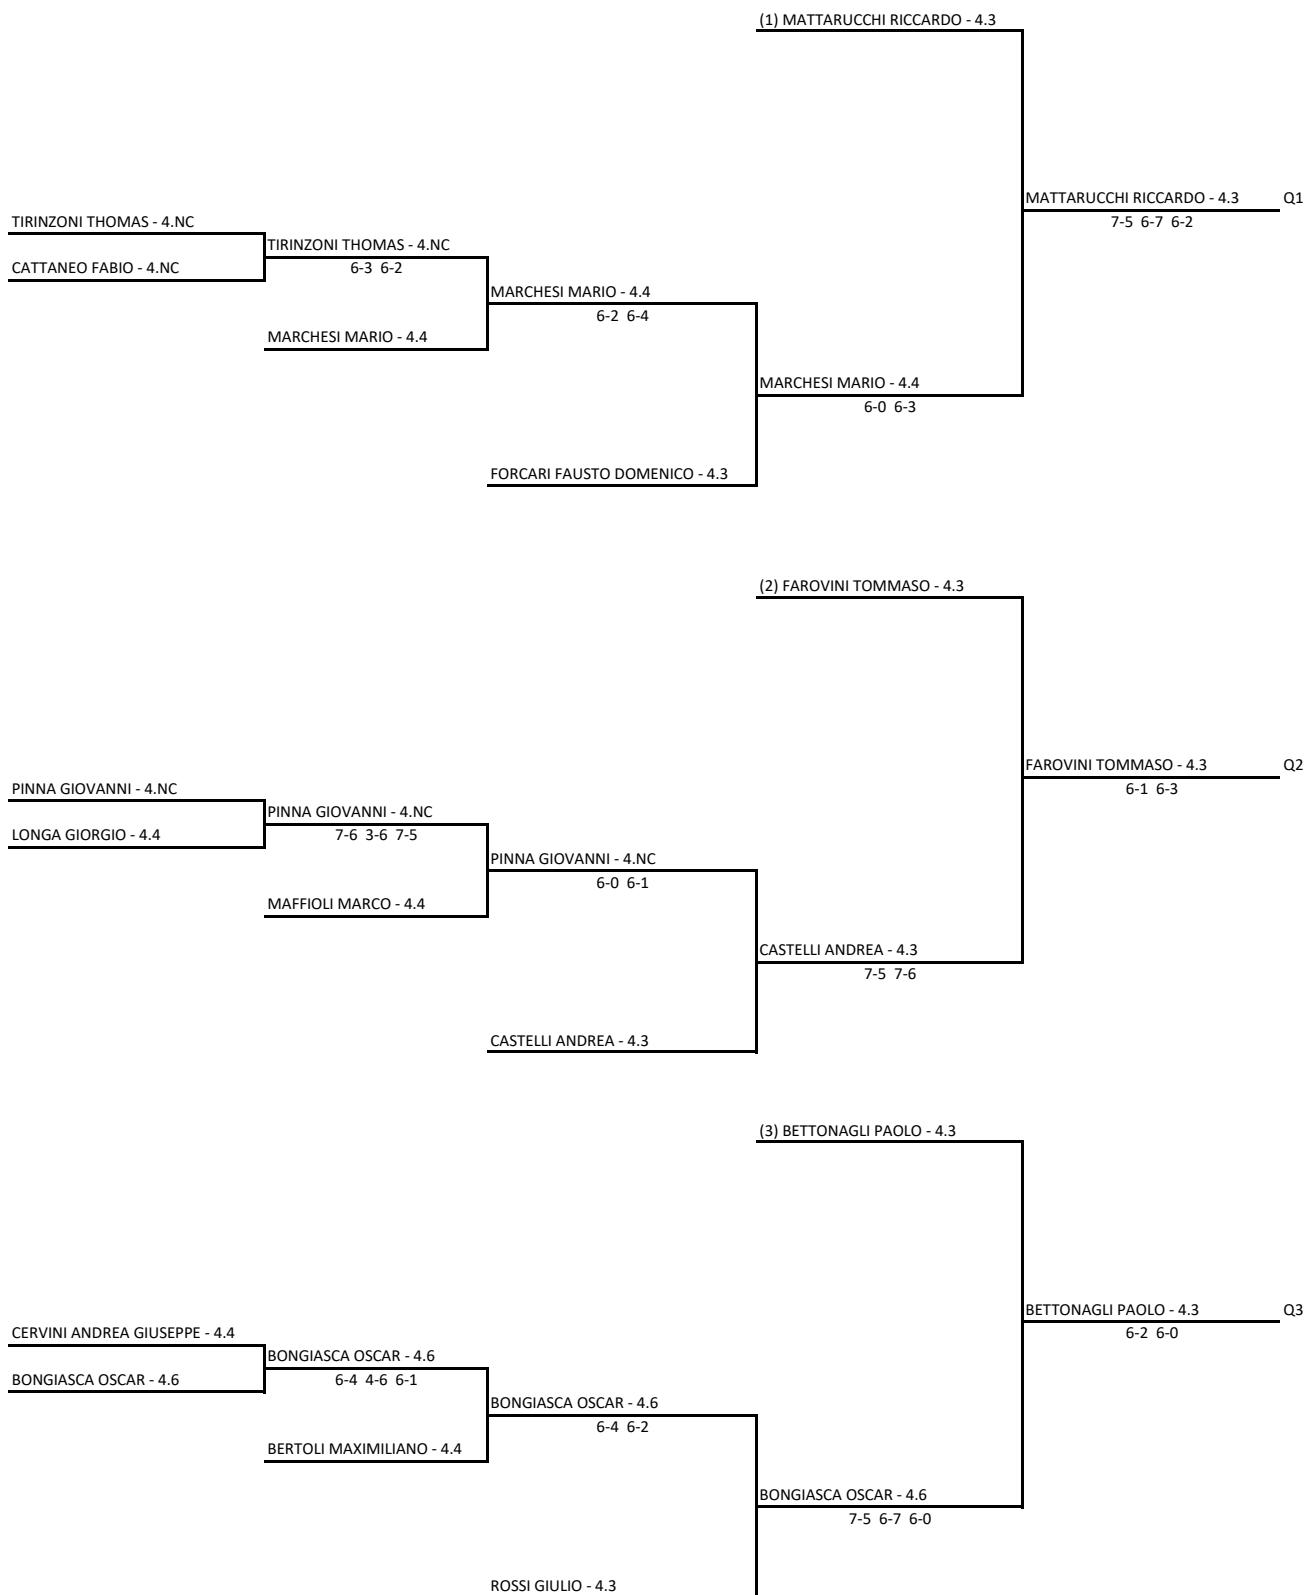 (1) MATTARUCCHI RICCARDO - 4.3
MATTARUCCHI RICCARDO - 4.3 Q1
7-5 6-7 6-2
TIRINZONI THOMAS - 4.NC
TIRINZONI THOMAS - 4.NC
CATTANEO FABIO - 4.NC
6-3 6-2
MARCHESI MARIO - 4.4
6-2 6-4
MARCHESI MARIO - 4.4
MARCHESI MARIO - 4.4
6-0 6-3
FORCARI FAUSTO DOMENICO - 4.3
(2) FAROVINI TOMMASO - 4.3
FAROVINI TOMMASO - 4.3 Q2
6-1 6-3
PINNA GIOVANNI - 4.NC
PINNA GIOVANNI - 4.NC
LONGA GIORGIO - 4.4
7-6 3-6 7-5
PINNA GIOVANNI - 4.NC
6-0 6-1
MAFFIOLI MARCO - 4.4
CASTELLI ANDREA - 4.3
7-5 7-6
CASTELLI ANDREA - 4.3
(3) BETTONAGLI PAOLO - 4.3
BETTONAGLI PAOLO - 4.3 Q3
6-2 6-0
CERVINI ANDREA GIUSEPPE - 4.4
BONGIASCA OSCAR - 4.6
BONGIASCA OSCAR - 4.6
6-4 4-6 6-1
BONGIASCA OSCAR - 4.6
6-4 6-2
BERTOLI MAXIMILIANO - 4.4
BONGIASCA OSCAR - 4.6
7-5 6-7 6-0
ROSSI GIULIO - 4.3